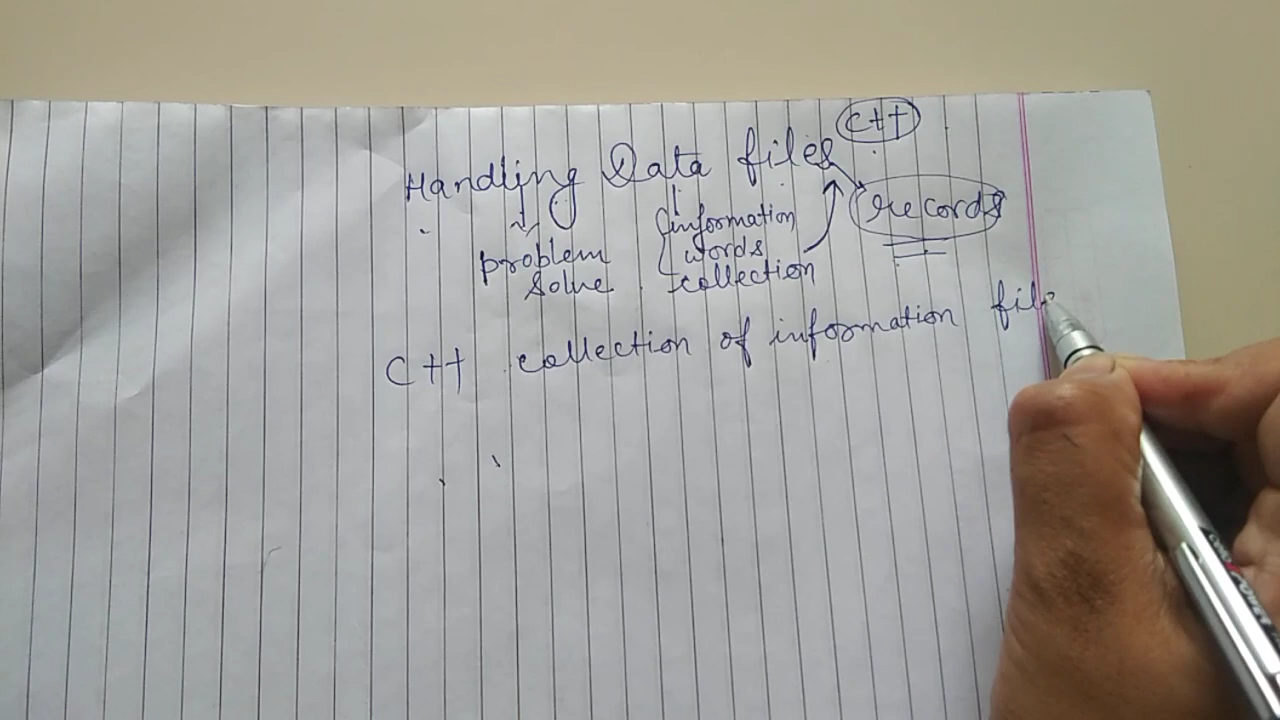 C++
Handling Data files
records
problem
solve
information
words
collection
C++ collection of information file